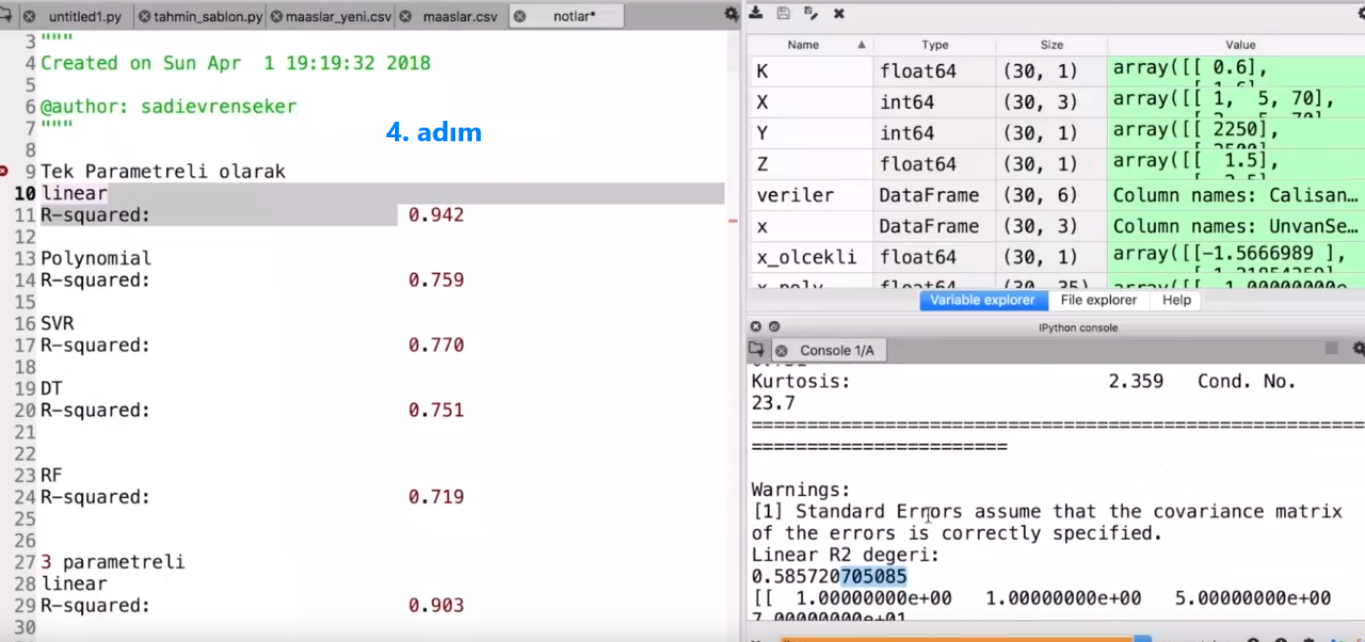 untitled1.py
tahmin_sablon.py
maaslar_yeni.csv
maaslar.csv
notlar*
3 """
4 Created on Sun Apr  1 19:19:32 2018
5
6 @author: sadievrenseker
7 """
4. adım
8
9 Tek Parametreli olarak
10 linear
11 R-squared: 0.942
12
13 Polynomial
14 R-squared: 0.759
15
16 SVR
17 R-squared: 0.770
18
19 DT
20 R-squared: 0.751
21
22
23 RF
24 R-squared: 0.719
25
26
27 3 parametreli
28 linear
29 R-squared: 0.903
30
Name Type Size Value
K float64 (30, 1) array([[ 0.6],
X int64 (30, 3) array([[ 1,  5, 70],
Y int64 (30, 1) array([[ 2250],
Z float64 (30, 1) array([[  1.5],
veriler DataFrame (30, 6) Column names: Calisan…
x DataFrame (30, 3) Column names: UnvanSe…
x_olcekli float64 (30, 1) array([[-1.5666989 ],
Variable explorer File explorer Help
IPython console
Console 1/A
Kurtosis: 2.359 Cond. No.
23.7
==============================================================================
Warnings:
[1] Standard Errors assume that the covariance matrix
of the errors is correctly specified.
Linear R2 degeri:
0.585720705085
[[  1.00000000e+00   1.00000000e+00   5.00000000e+00
7.00000000e+01